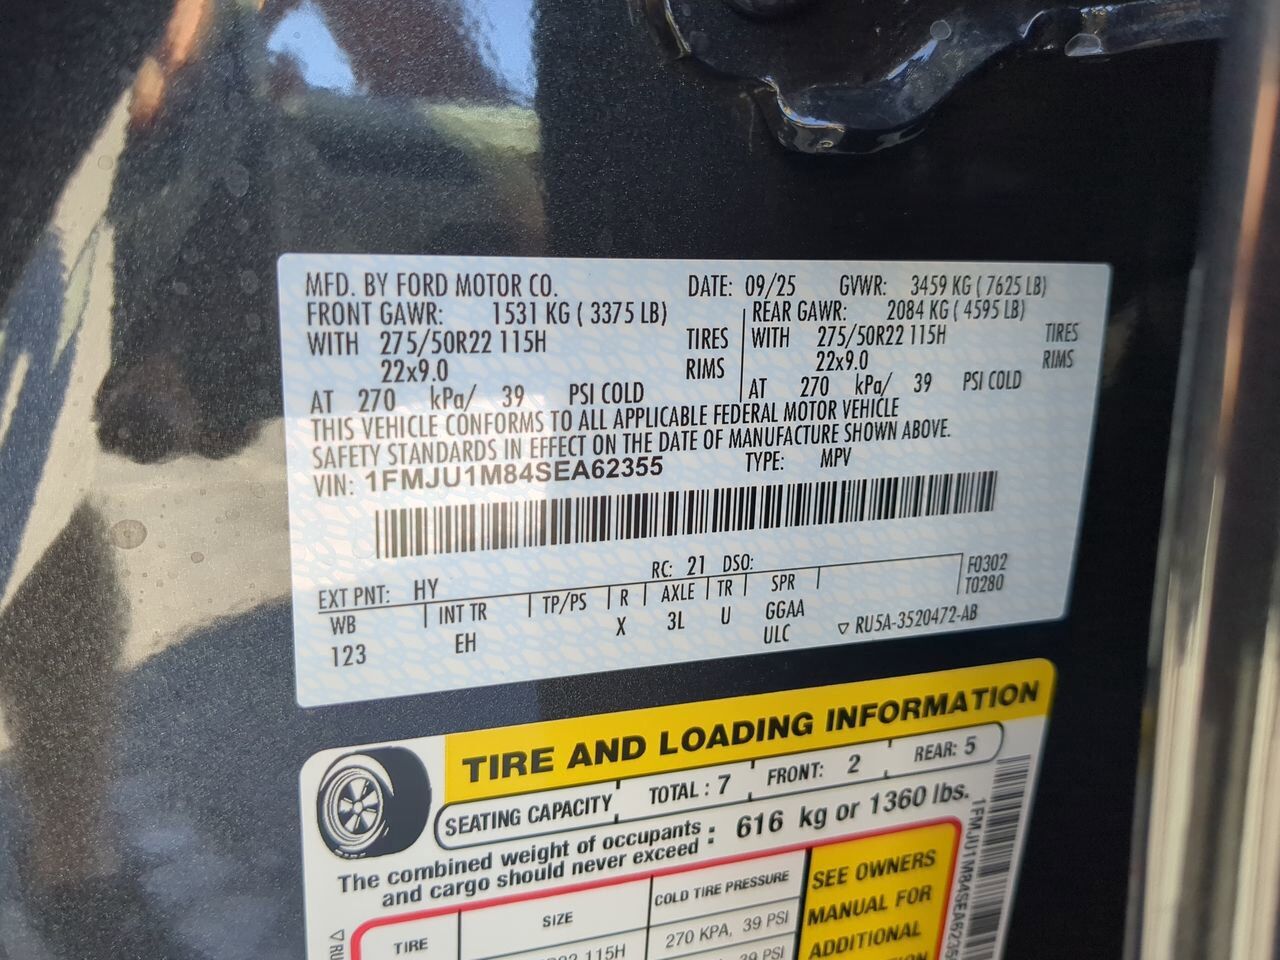 MFD. BY FORD MOTOR CO. DATE: 09/25 GVWR: 3459 KG ( 7625 LB)
FRONT GAWR: 1531 KG ( 3375 LB) REAR GAWR: 2084 KG ( 4595 LB)
WITH 275/50R22 115H TIRES WITH 275/50R22 115H TIRES
22x9.0 RIMS 22x9.0 RIMS
AT 270 kPa/ 39 PSI COLD AT 270 kPa/ 39 PSI COLD
THIS VEHICLE CONFORMS TO ALL APPLICABLE FEDERAL MOTOR VEHICLE
SAFETY STANDARDS IN EFFECT ON THE DATE OF MANUFACTURE SHOWN ABOVE.
VIN: 1FMJU1M84SEA62355 TYPE: MPV
EXT PNT: HY RC: 21 DSO: F0302
WB INT TR TP/PS R AXLE TR SPR T0280
123 EH X 3L U GGAA
ULC ▽ RU5A-3520472-AB
TIRE AND LOADING INFORMATION
SEATING CAPACITY TOTAL : 7 FRONT: 2 REAR: 5
The combined weight of occupants : 616 kg or 1360 lbs.
and cargo should never exceed :
TIRE SIZE COLD TIRE PRESSURE
115H 270 KPA, 39 PSI
39 PSI
SEE OWNERS
MANUAL FOR
ADDITIONAL
1FMJU1M84SEA6235
▽ RU